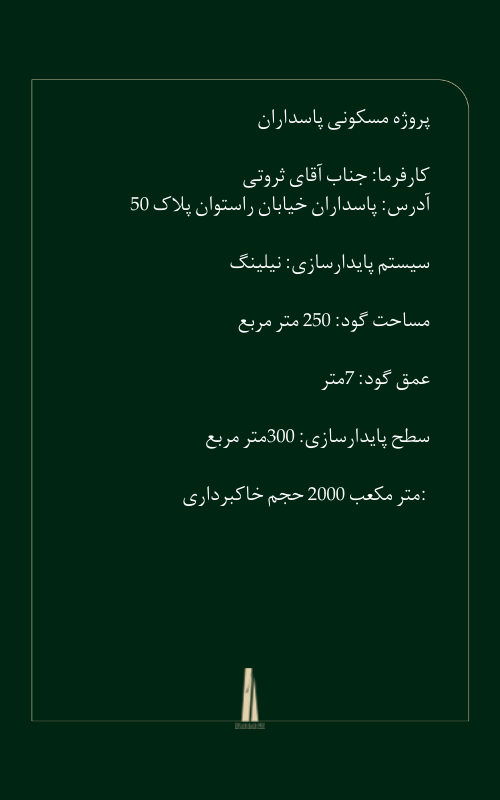 پروژه مسکونی پاسداران
کارفرما: جناب آقای ثروتی
آدرس: پاسداران خیابان راستوان پلاک 50
سیستم پایدارسازی: نیلینگ
مساحت گود: 250 متر مربع
عمق گود: 7متر
سطح پایدارسازی: 300متر مربع
:متر مکعب 2000 حجم خاکبرداری